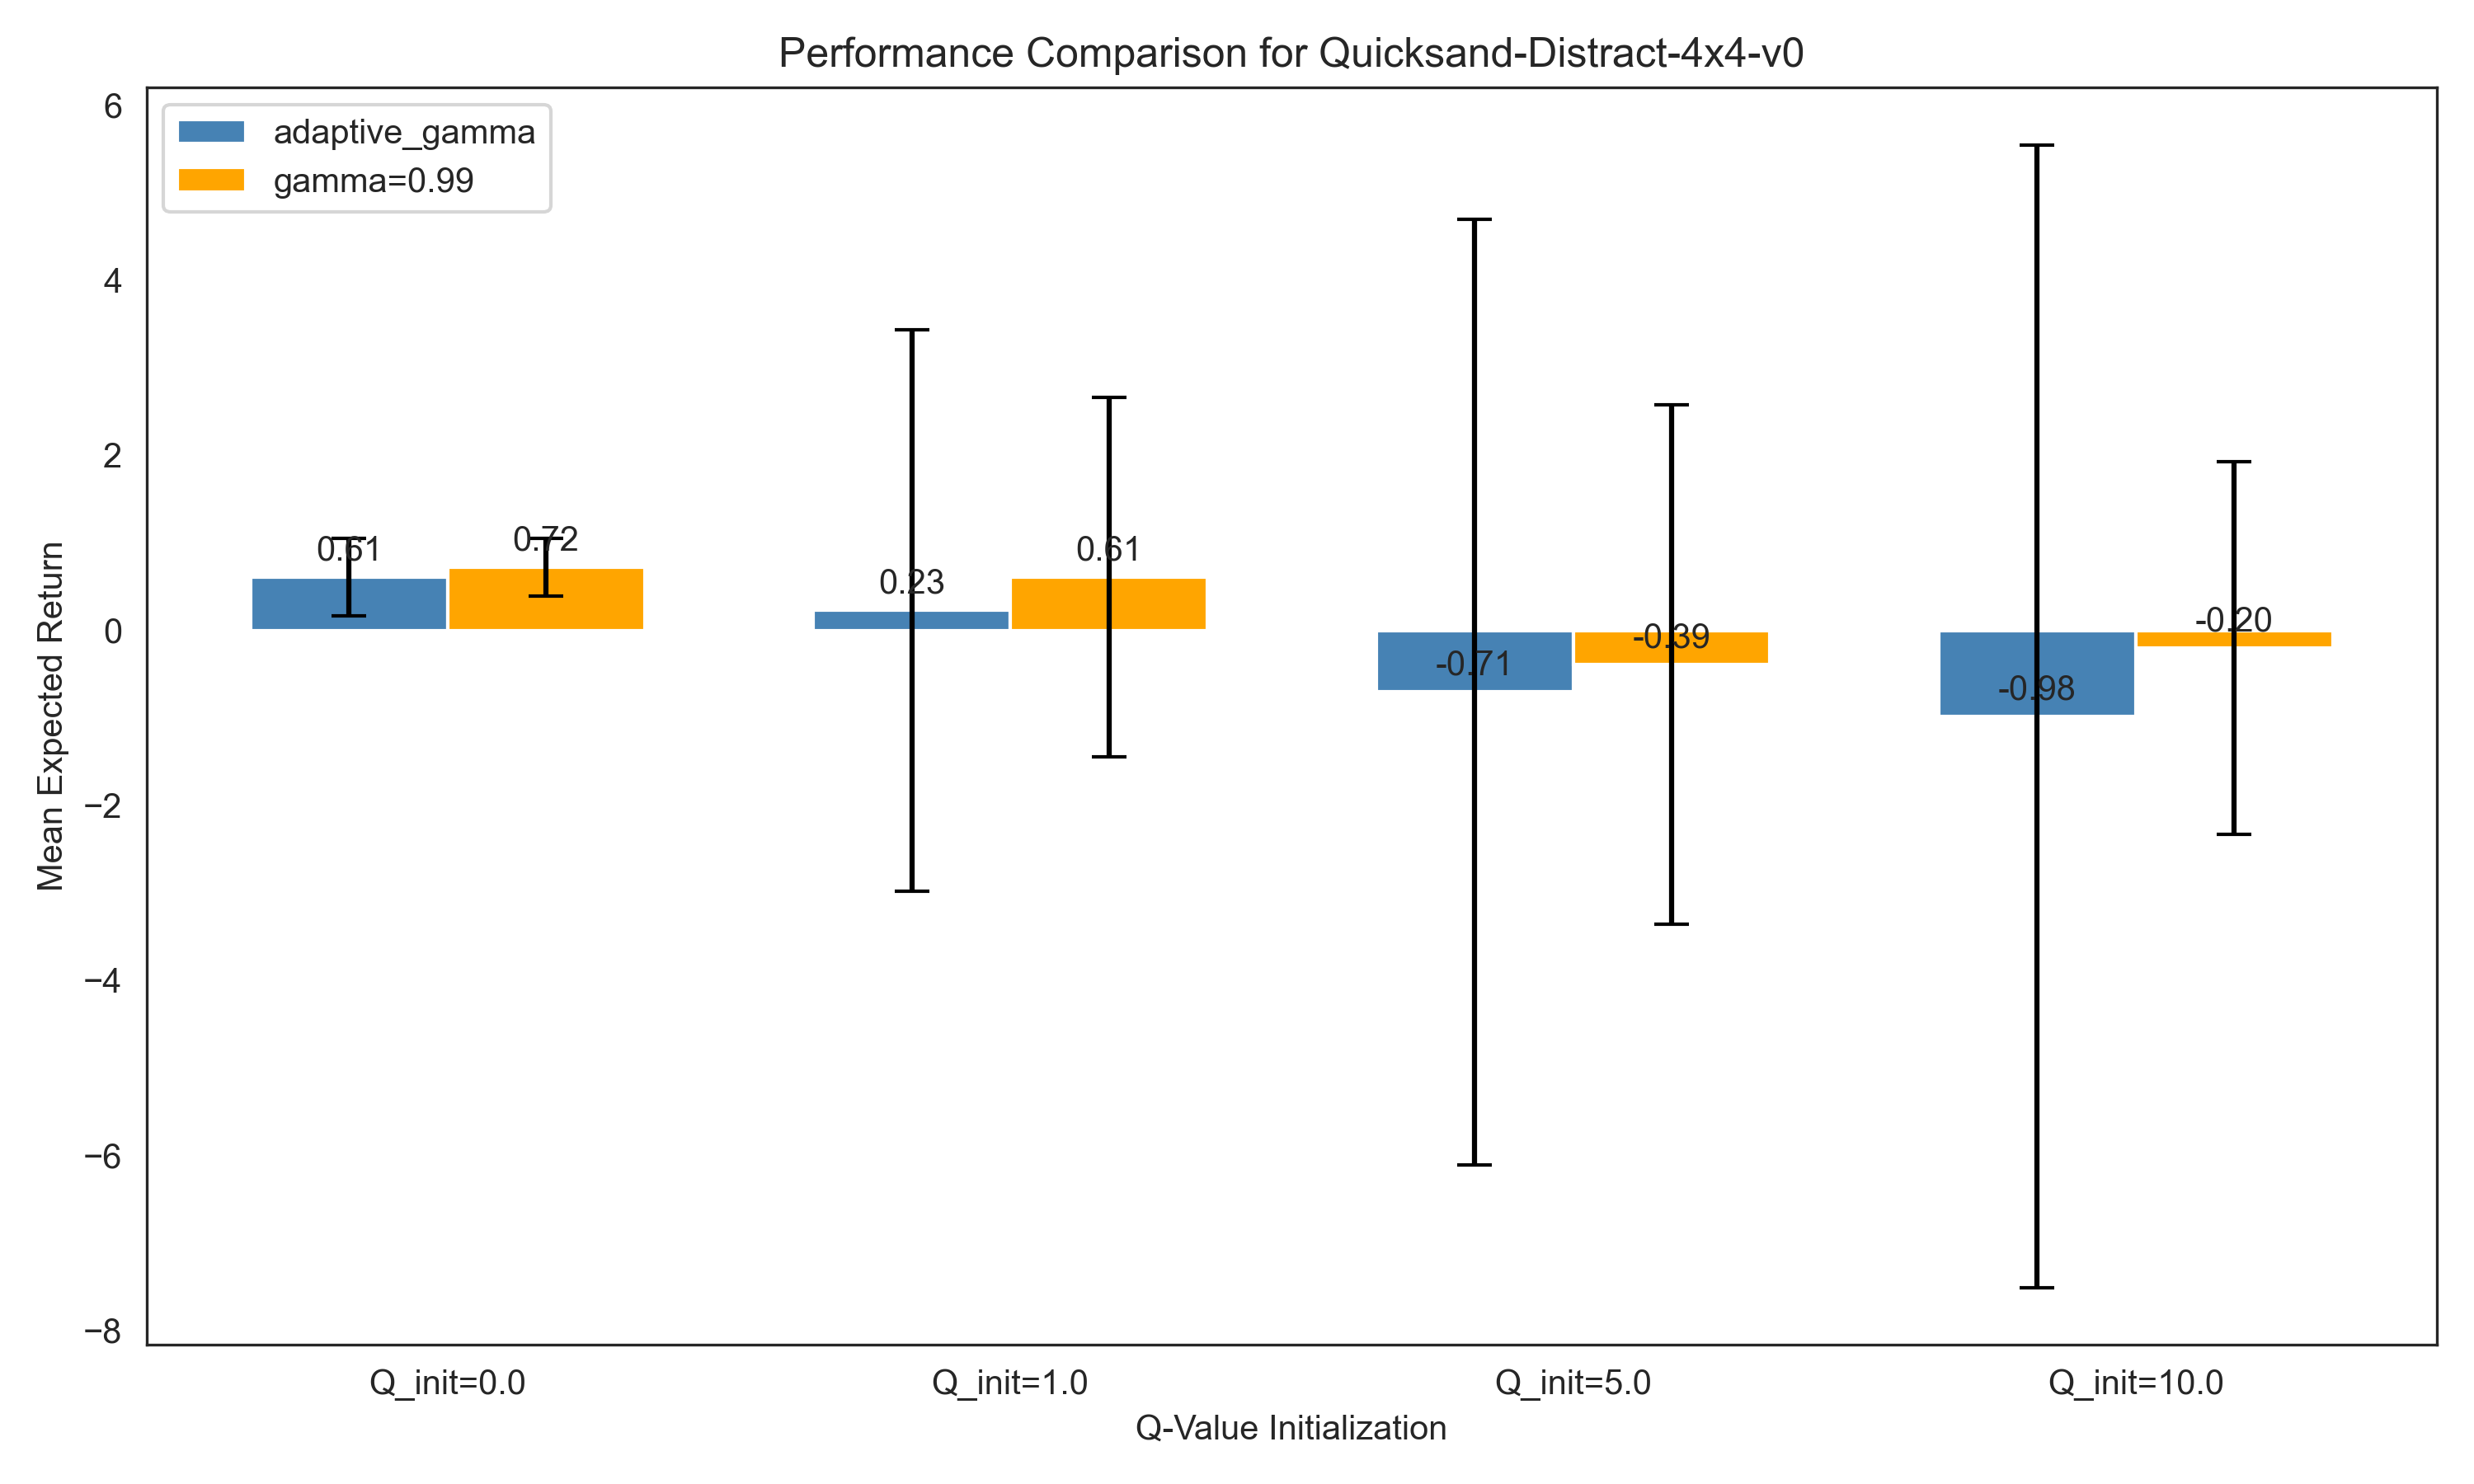 Performance Comparison for Quicksand-Distract-4x4-v0
adaptive_gamma
gamma=0.99
Mean Expected Return
6
4
2
0
−2
−4
−6
−8
0.61
0.72
0.23
0.61
-0.71
-0.39
-0.98
-0.20
Q_init=0.0
Q_init=1.0
Q_init=5.0
Q_init=10.0
Q-Value Initialization